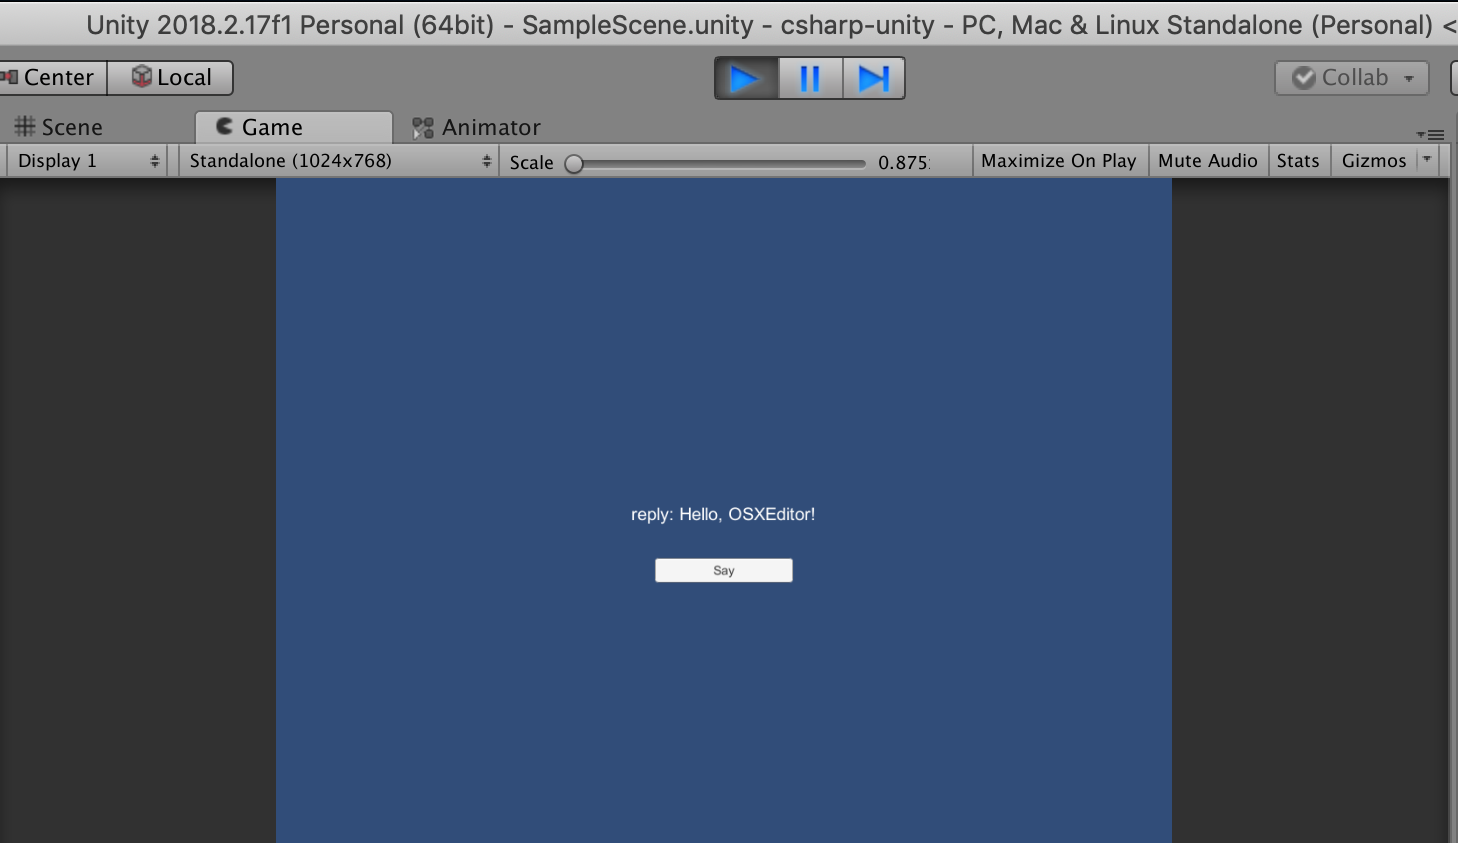 Unity 2018.2.17f1 Personal (64bit) - SampleScene.unity - csharp-unity - PC, Mac & Linux Standalone (Personal) <
Center Local Collab
Scene Game Animator
Display 1 Standalone (1024x768) Scale 0.875 Maximize On Play Mute Audio Stats Gizmos
reply: Hello, OSXEditor!
Say